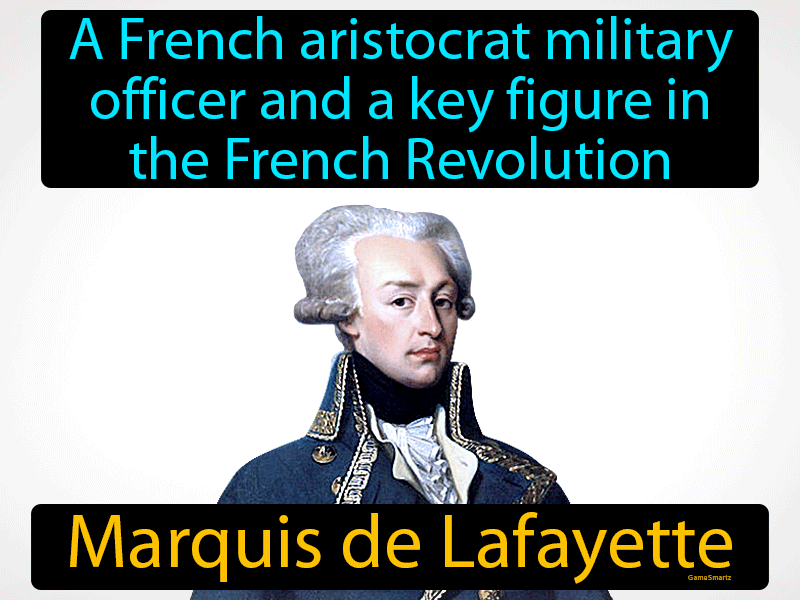 A French aristocrat military
officer and a key figure in
the French Revolution
Marquis de Lafayette
GameSmartz